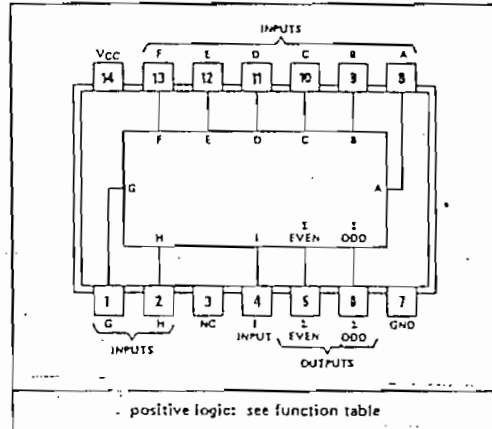 INPUTS
VCC F E D C B A
14 13 12 11 10 9 8
F E D C B
G A
H I Σ EVEN Σ ODD
1 2 3 4 5 6 7
G H NC I INPUT Σ EVEN Σ ODD GND
INPUTS OUTPUTS
positive logic: see function table